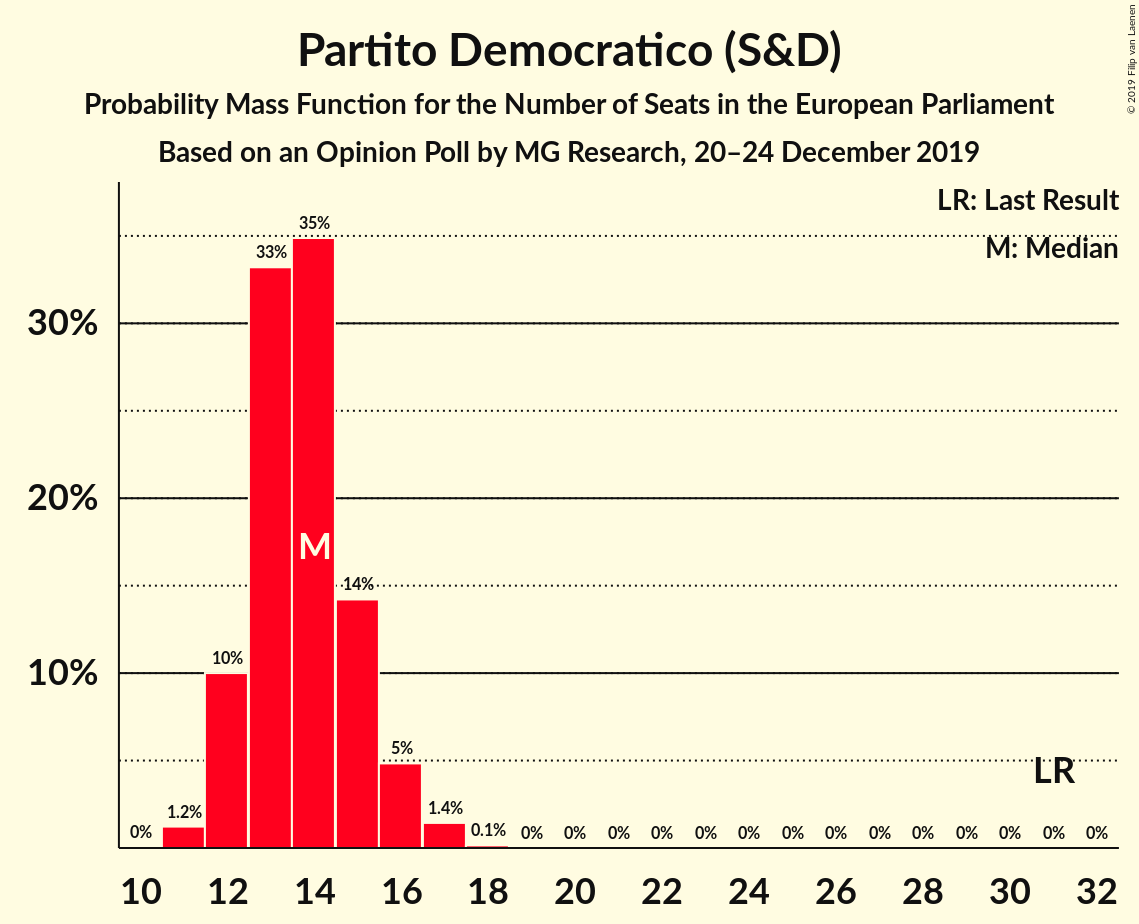 Partito Democratico (S&D)
Probability Mass Function for the Number of Seats in the European Parliament
Based on an Opinion Poll by MG Research, 20–24 December 2019
© 2019 Filip van Laenen
LR: Last Result
M: Median
35%
33%
30%
20%
M
14%
10%
10%
5%
LR
1.4%
1.2%
0.1%
0% 0% 0% 0% 0% 0% 0% 0% 0% 0% 0% 0% 0% 0% 0%
10 12 14 16 18 20 22 24 26 28 30 32